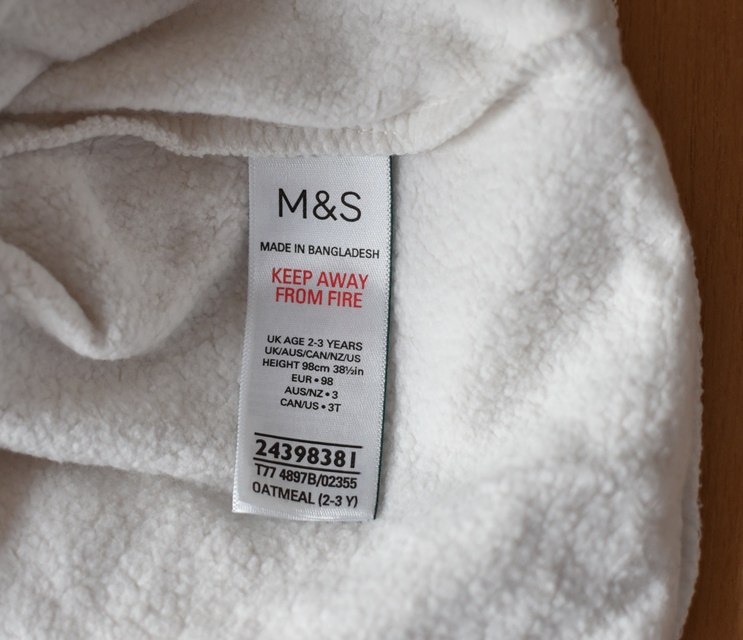 M&S
MADE IN BANGLADESH
KEEP AWAY
FROM FIRE
UK AGE 2-3 YEARS
UK/AUS/CAN/NZ/US
HEIGHT 98cm 38½in
EUR • 98
AUS/NZ • 3
CAN/US • 3T
24398381
T77 4897B/02355
OATMEAL (2-3 Y)